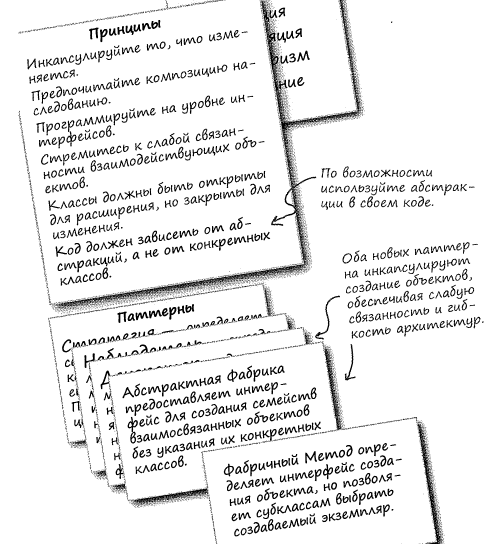 Принципы
Инкапсулируйте то, что изме-
няется.
Предпочитайте композицию на-
следованию.
Программируйте на уровне ин-
терфейсов.
Стремитесь к слабой связан-
ности взаимодействующих объ-
ектов.
Классы должны быть открыты
для расширения, но закрыты для
изменения.
Код должен зависеть от аб-
стракций, а не от конкретных
классов.
По возможности
используйте абстрак-
ции в своем коде.
Оба новых паттер-
на инкапсулируют
создание объектов,
обеспечивая слабую
связанность и гиб-
кость архитектур.
Паттерны
Стратегия — определяет
Наблюдатель
Абстрактная Фабрика
предоставляет интер-
фейс для создания семейств
взаимосвязанных объектов
без указания их конкретных
классов.
Фабричный Метод опре-
деляет интерфейс созда-
ния объекта, но позволя-
ет субклассам выбрать
создаваемый экземпляр.